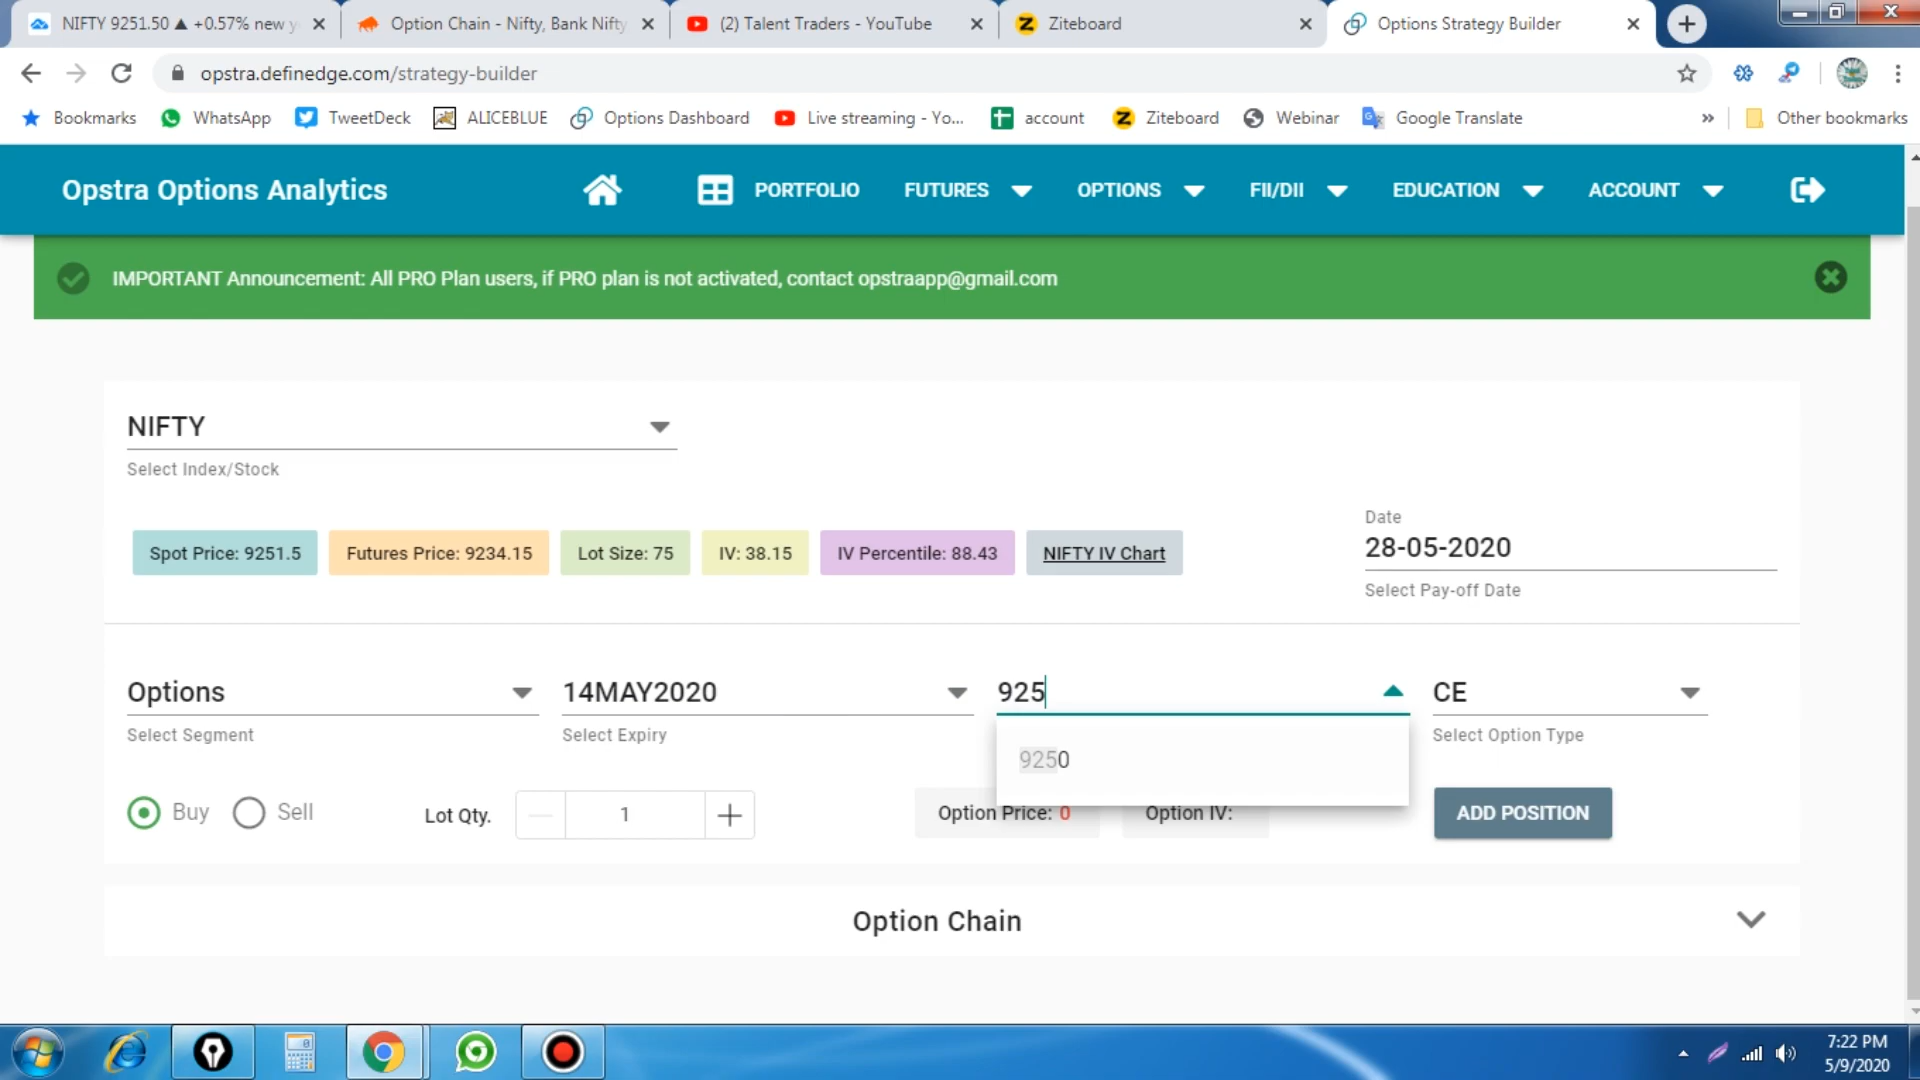 NIFTY 9251.50 ▲ +0.57% new y
Option Chain - Nifty, Bank Nifty
(2) Talent Traders - YouTube
Ziteboard
Options Strategy Builder
opstra.definedge.com/strategy-builder
Bookmarks
WhatsApp
TweetDeck
ALICEBLUE
Options Dashboard
Live streaming - Yo...
account
Ziteboard
Webinar
Google Translate
»
Other bookmarks
Opstra Options Analytics
PORTFOLIO
FUTURES
OPTIONS
FII/DII
EDUCATION
ACCOUNT
IMPORTANT Announcement: All PRO Plan users, if PRO plan is not activated, contact opstraapp@gmail.com
NIFTY
Select Index/Stock
Spot Price: 9251.5
Futures Price: 9234.15
Lot Size: 75
IV: 38.15
IV Percentile: 88.43
NIFTY IV Chart
Date
28-05-2020
Select Pay-off Date
Options
14MAY2020
925
CE
Select Segment
Select Expiry
Select Option Type
9250
Buy
Sell
Lot Qty.
1
Option Price: 0
Option IV:
ADD POSITION
Option Chain
7:22 PM
5/9/2020